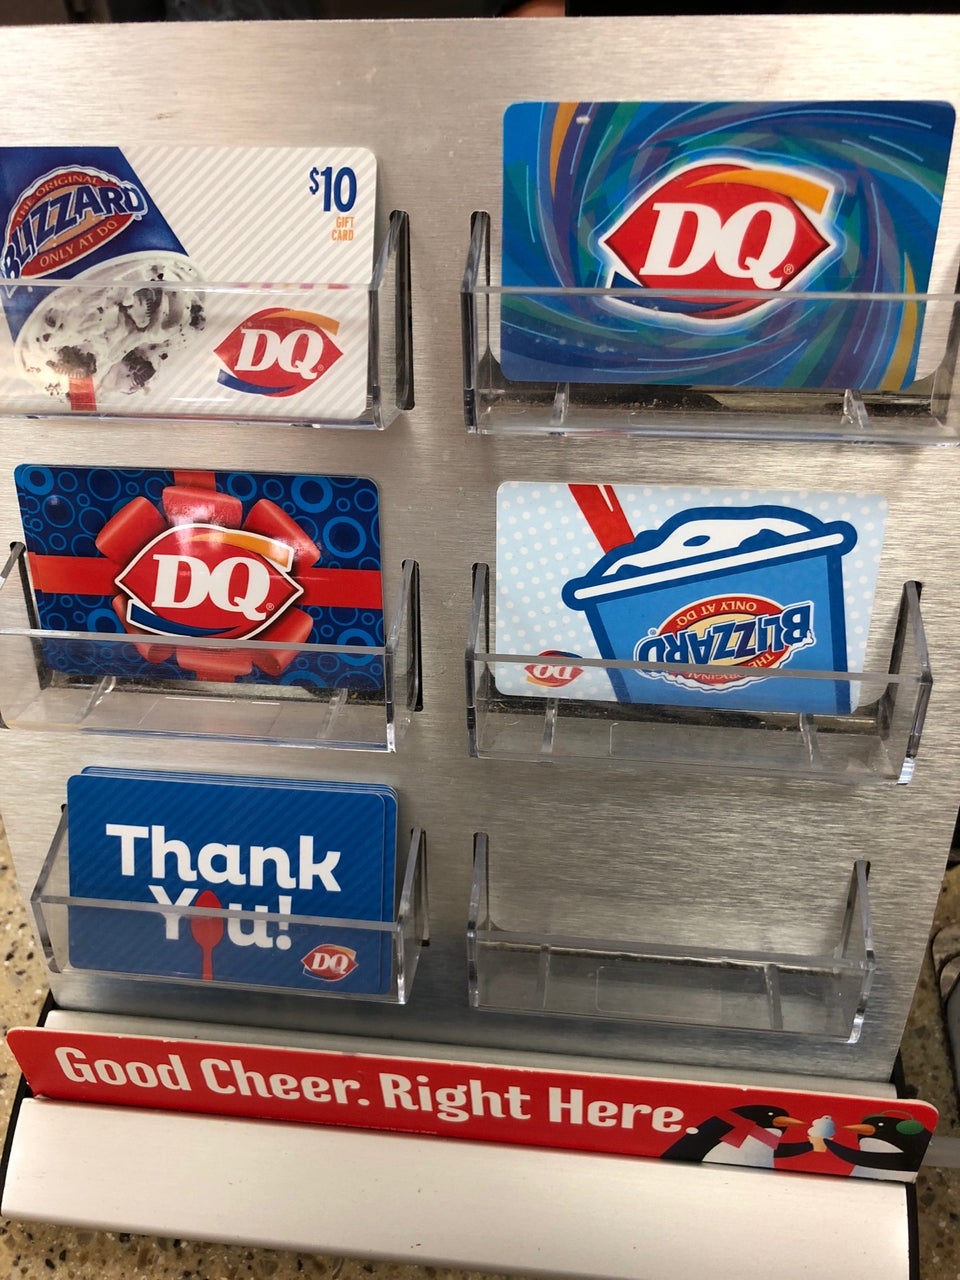 THE ORIGINAL
BLIZZARD
ONLY AT DQ
$10
GIFT
CARD
DQ®
DQ®
DQ®
THE ORIGINAL
BLIZZARD
ONLY AT DQ
DQ
Thank
You!
DQ
Good Cheer. Right Here.